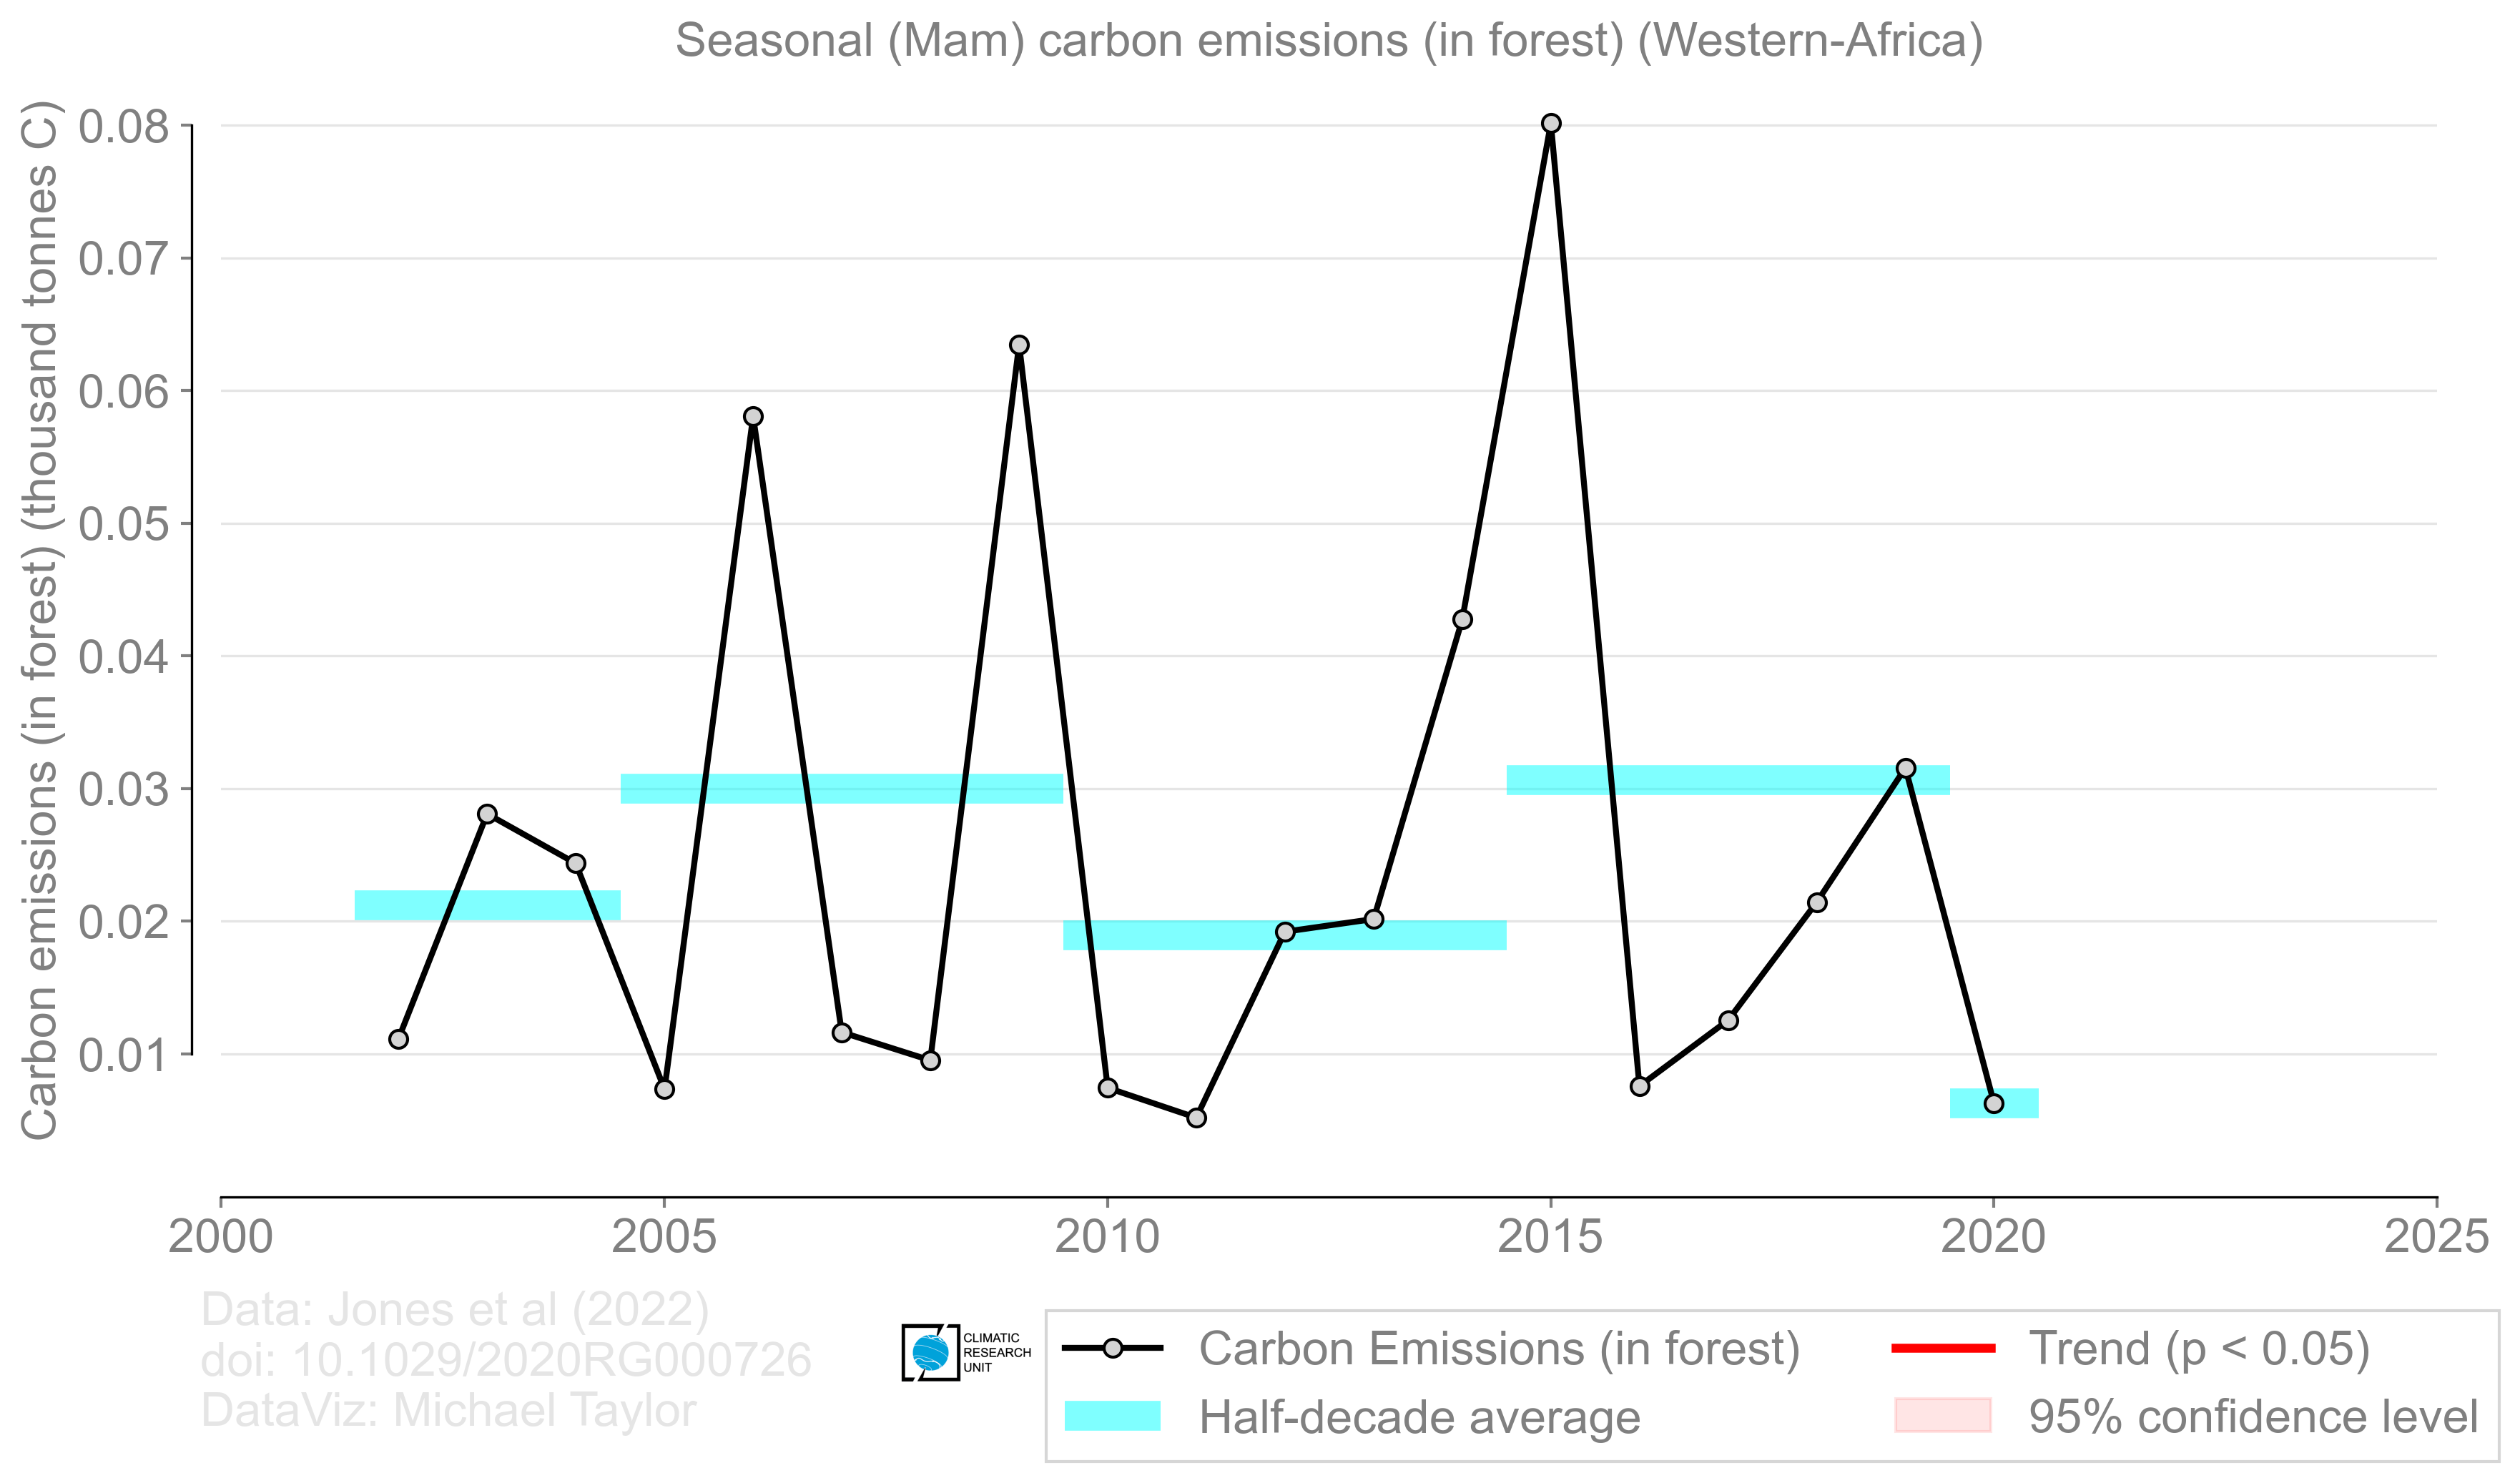 Seasonal (Mam) carbon emissions (in forest) (Western-Africa)
Carbon emissions (in forest) (thousand tonnes C)
0.08
0.07
0.06
0.05
0.04
0.03
0.02
0.01
2000 2005 2010 2015 2020 2025
Data: Jones et al (2022)
doi: 10.1029/2020RG000726
DataViz: Michael Taylor
CLIMATIC
RESEARCH
UNIT
Carbon Emissions (in forest)
Half-decade average
Trend (p < 0.05)
95% confidence level